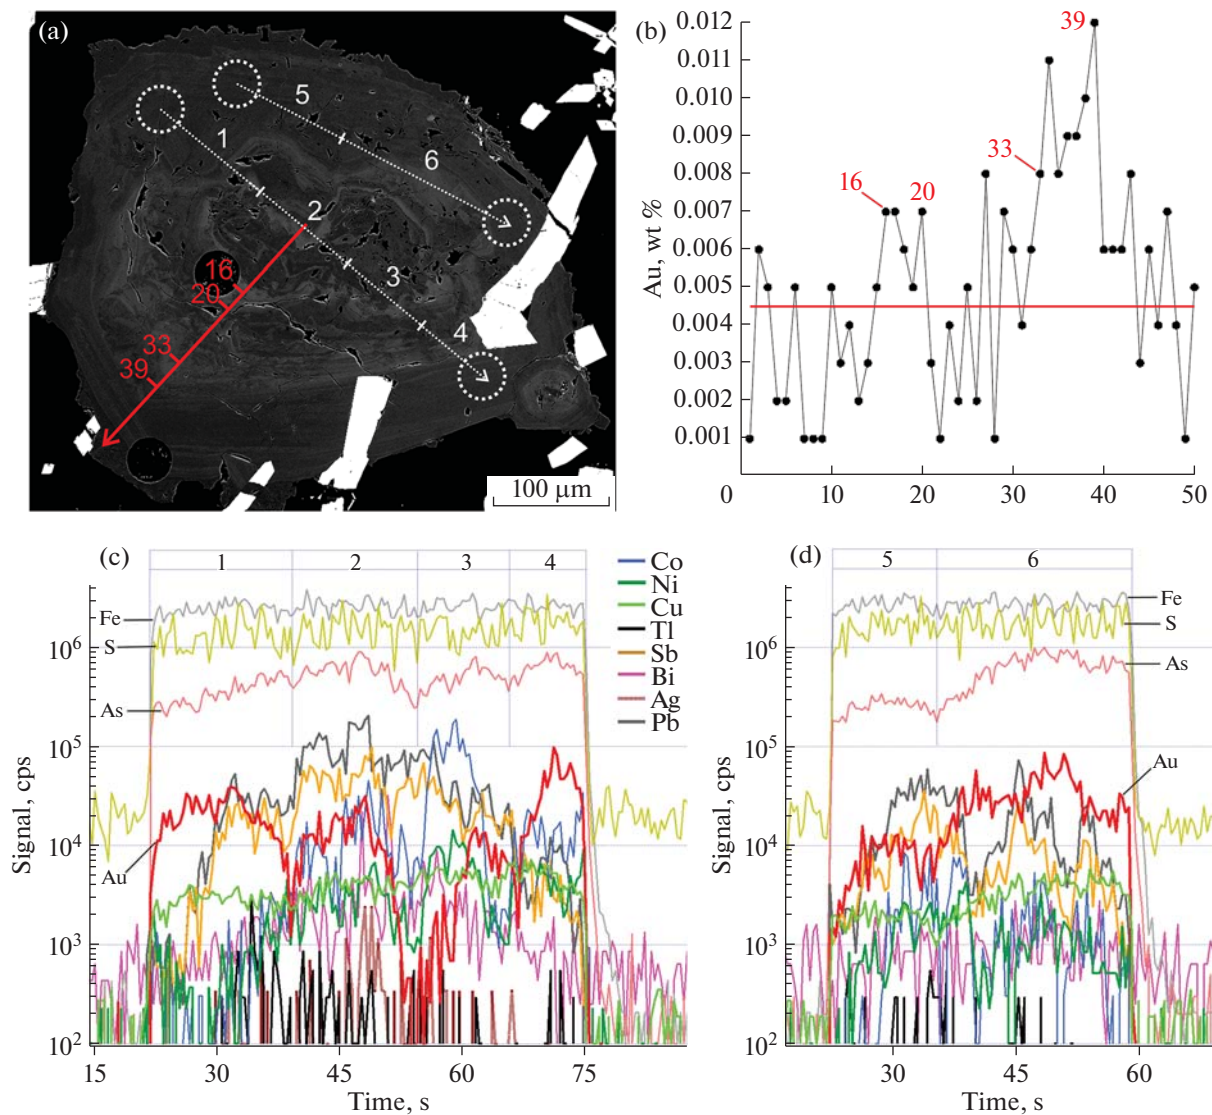 (a)
5
1
6
2
3
4
16
20
33
39
100 μm
(b)
Au, wt %
0.012
0.011
0.010
0.009
0.008
0.007
0.006
0.005
0.004
0.003
0.002
0.001
0 10 20 30 40 50
39
33
16
20
(c)
1 2 3 4
Fe
S
As
Au
Signal, cps
10⁶
10⁵
10⁴
10³
10²
15 30 45 60 75
Time, s
Co
Ni
Cu
Tl
Sb
Bi
Ag
Pb
(d)
5 6
Fe
S
As
Au
Signal, cps
10⁶
10⁵
10⁴
10³
10²
30 45 60
Time, s